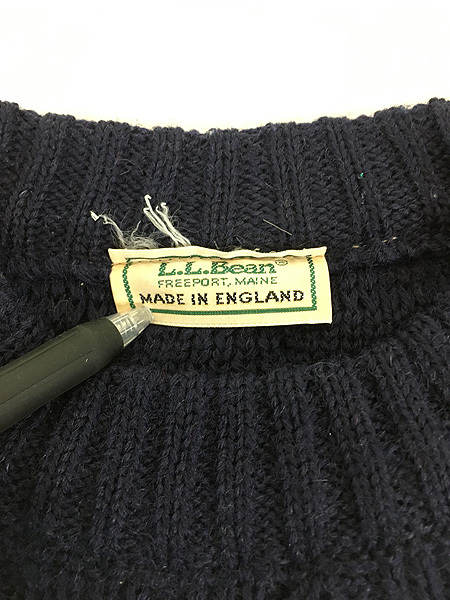 L.L.Bean®
FREEPORT, MAINE
MADE IN ENGLAND